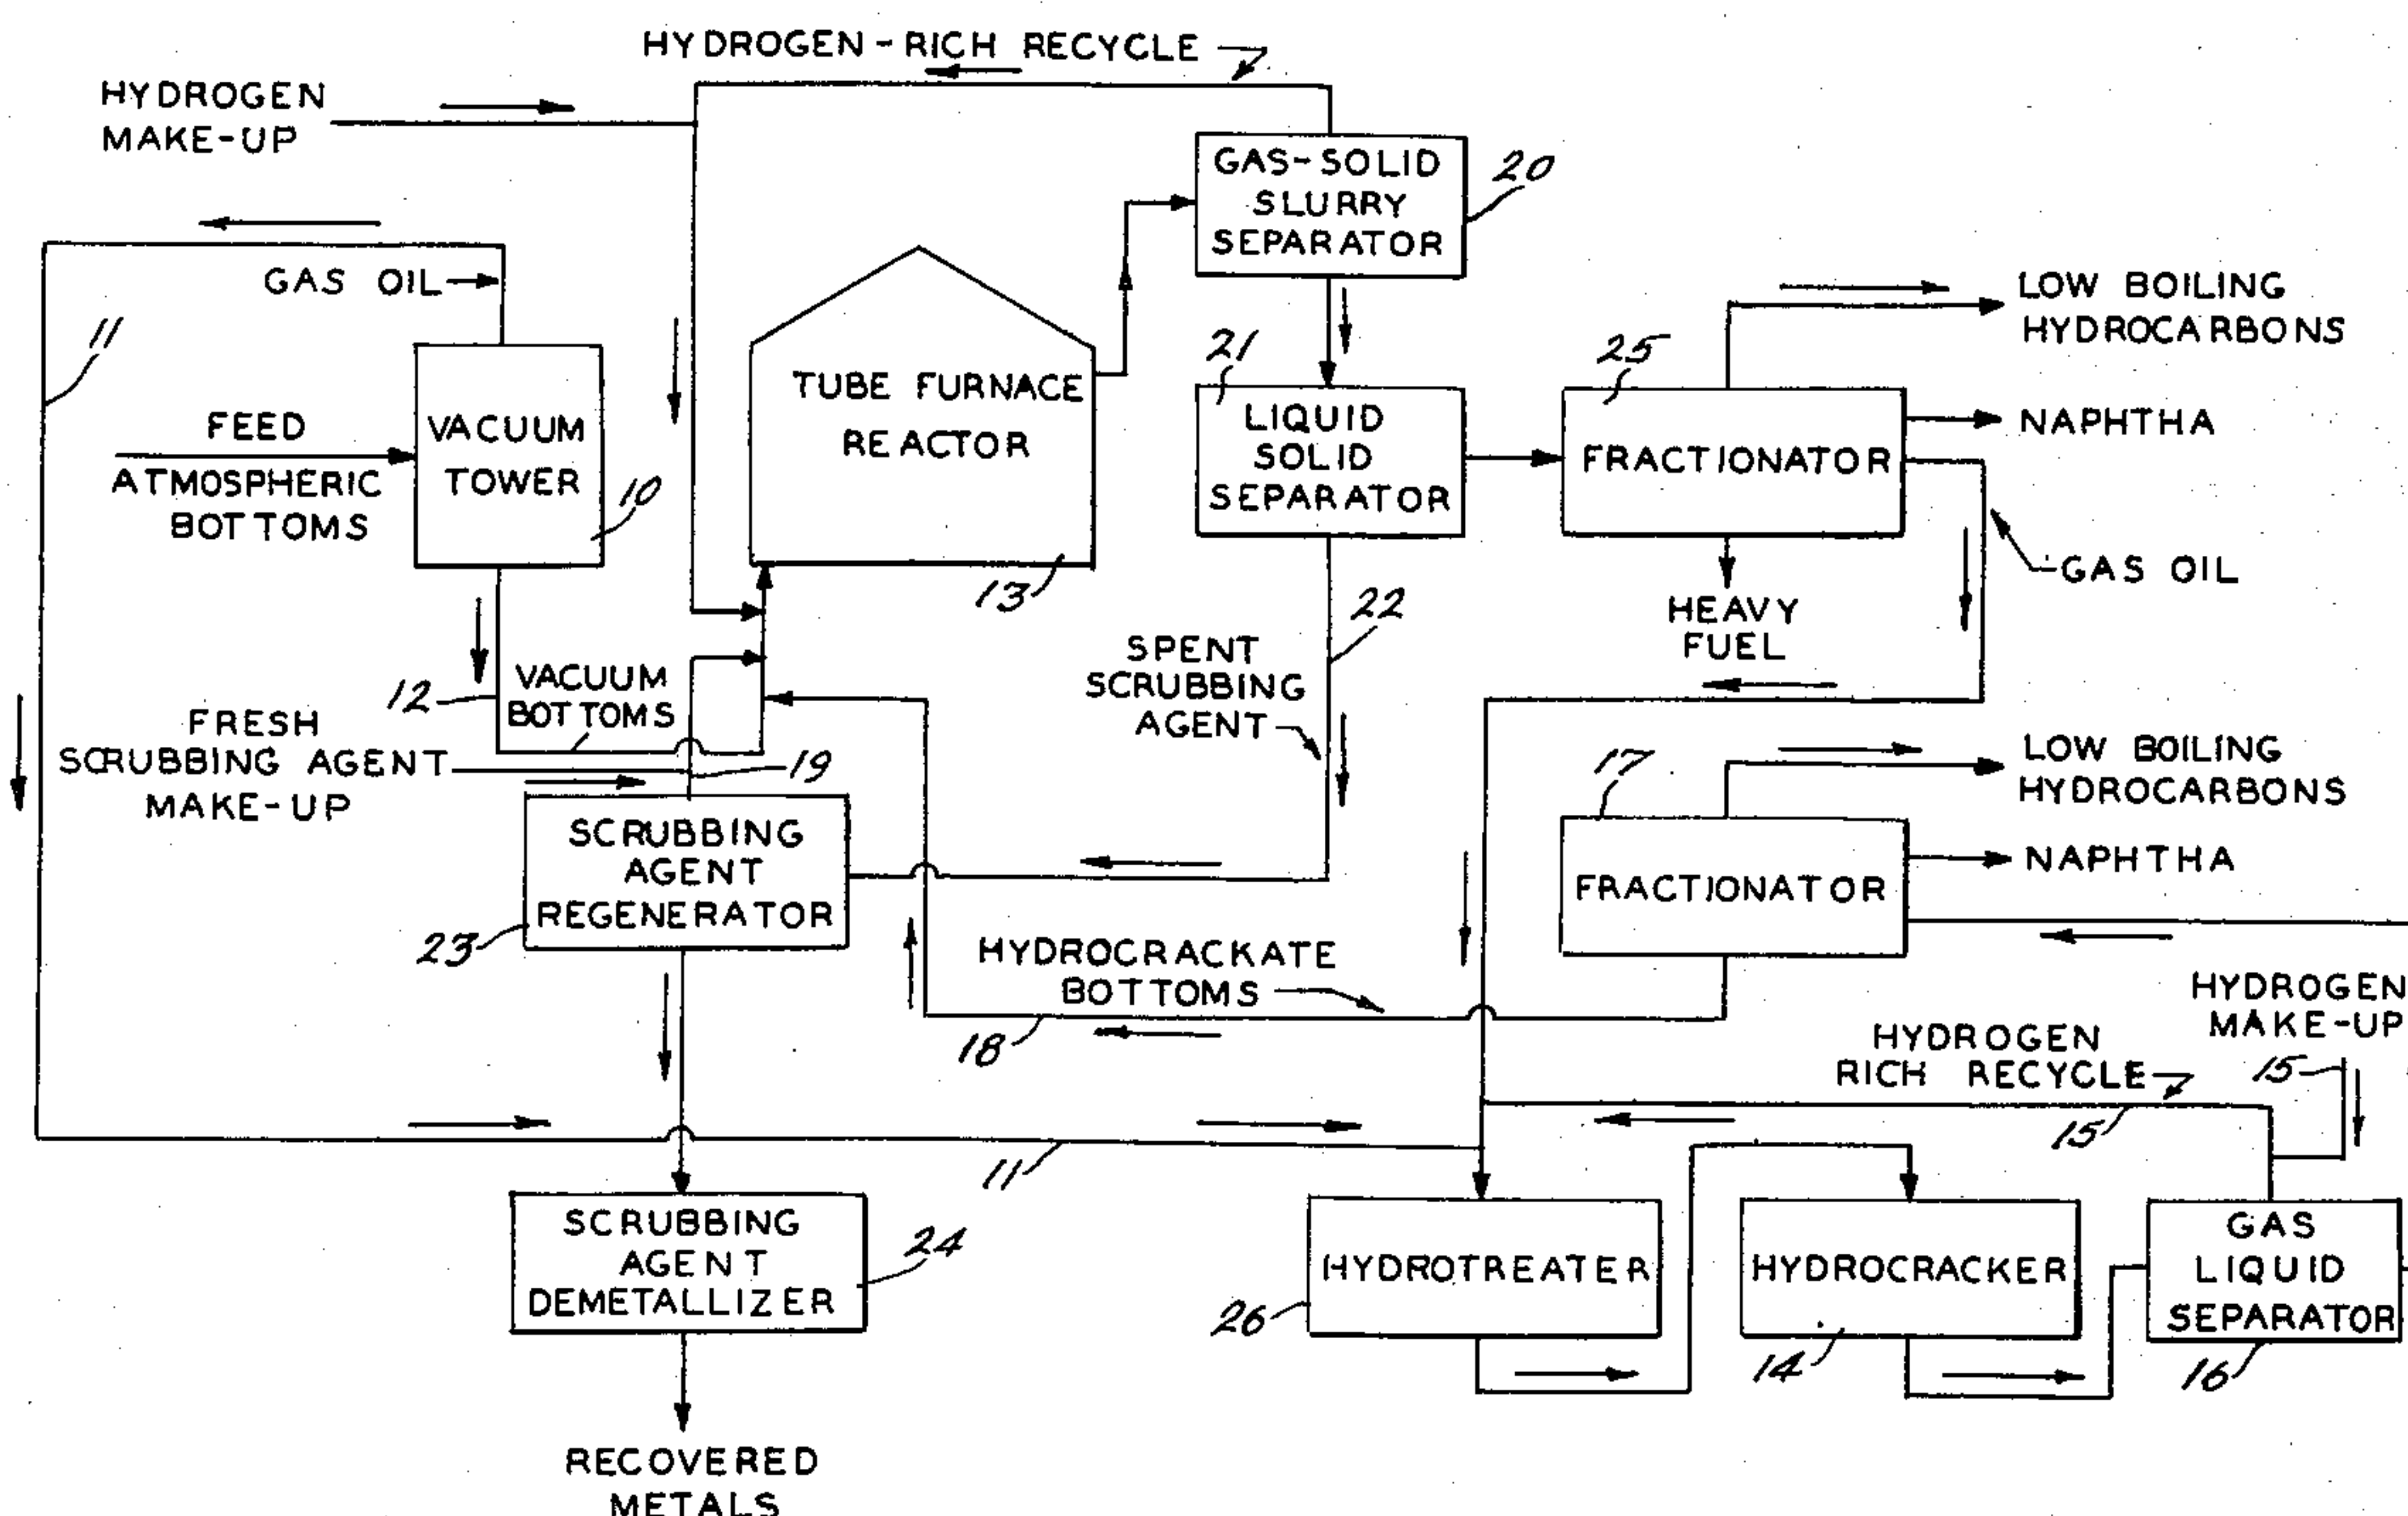 HYDROGEN-RICH RECYCLE
HYDROGEN
MAKE-UP
GAS-SOLID
SLURRY
SEPARATOR
20
GAS OIL
11
FEED
ATMOSPHERIC
BOTTOMS
VACUUM
TOWER
10
TUBE FURNACE
REACTOR
13
21
LIQUID
SOLID
SEPARATOR
25
FRACTIONATOR
LOW BOILING
HYDROCARBONS
NAPHTHA
GAS OIL
HEAVY
FUEL
22
SPENT
SCRUBBING
AGENT
12
VACUUM
BOTTOMS
FRESH
SCRUBBING AGENT
MAKE-UP
19
SCRUBBING
AGENT
REGENERATOR
23
17
FRACTIONATOR
LOW BOILING
HYDROCARBONS
NAPHTHA
HYDROCRACKATE
BOTTOMS
18
HYDROGEN
MAKE-UP
15
HYDROGEN
RICH RECYCLE
15
11
SCRUBBING
AGENT
DEMETALLIZER
24
HYDROTREATER
26
HYDROCRACKER
14
GAS
LIQUID
SEPARATOR
16
RECOVERED
METALS